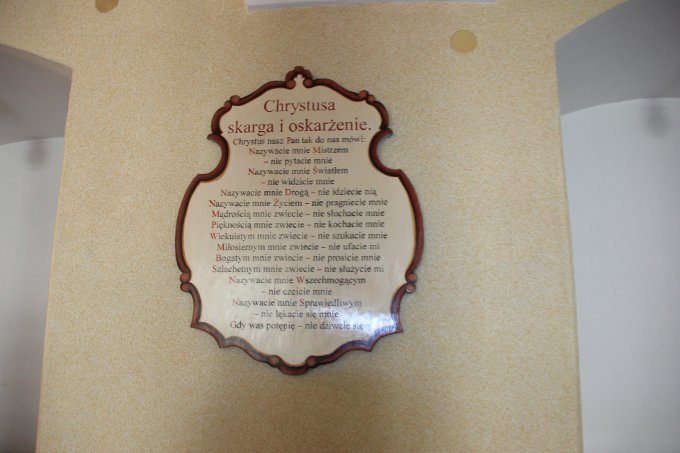 Chrystusa
skarga i oskarżenie.
Chrystus nasz Pan tak do nas mówi:
Nazywacie mnie Mistrzem
– nie pytacie mnie
Nazywacie mnie Światłem
– nie widzicie mnie
Nazywacie mnie Drogą – nie idziecie nią
Nazywacie mnie Życiem – nie pragniecie mnie
Mądrością mnie zwiecie – nie słuchacie mnie
Pięknością mnie zwiecie – nie kochacie mnie
Wiekuistym mnie zwiecie – nie szukacie mnie
Miłosiernym mnie zwiecie – nie ufacie mi
Bogatym mnie zwiecie – nie prosicie mnie
Szlachetnym mnie zwiecie – nie służycie mi
Nazywacie mnie Wszechmogącym
– nie czcicie mnie
Nazywacie mnie Sprawiedliwym
– nie lękacie się mnie
Gdy was potępię – nie dziwcie się